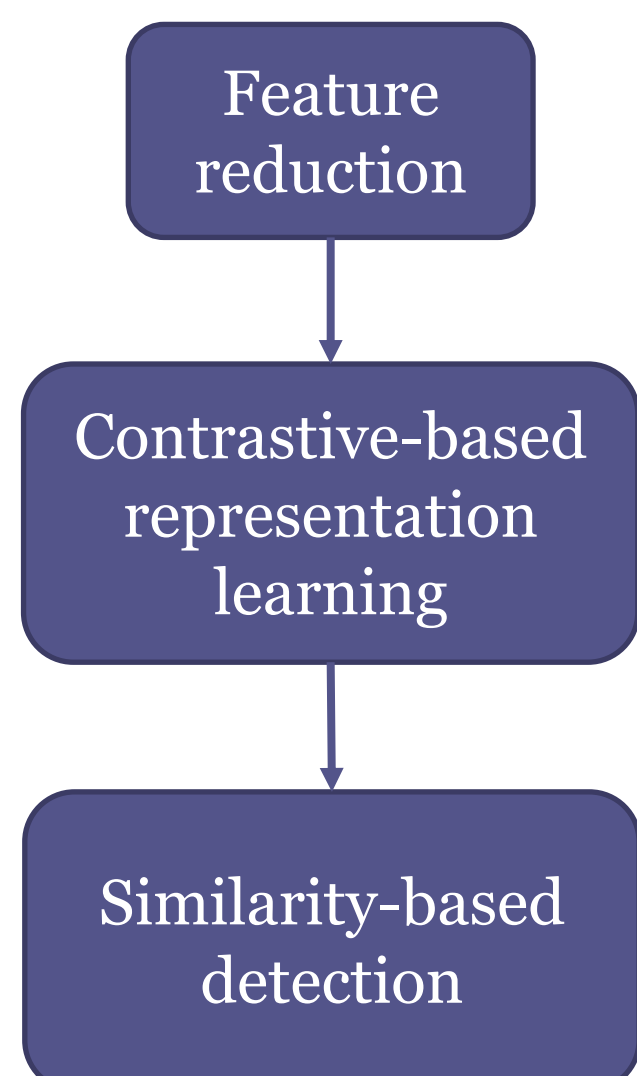 Feature
reduction
Contrastive-based
representation
learning
Similarity-based
detection